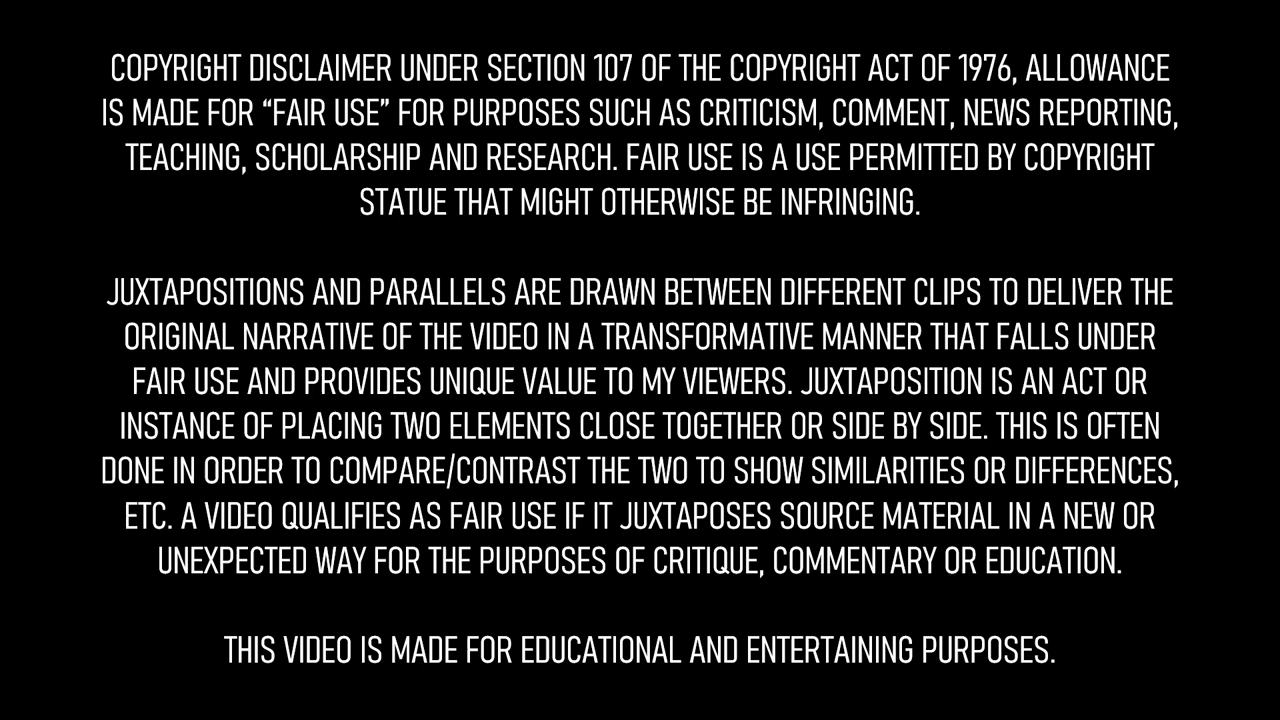 COPYRIGHT DISCLAIMER UNDER SECTION 107 OF THE COPYRIGHT ACT OF 1976, ALLOWANCE
IS MADE FOR “FAIR USE” FOR PURPOSES SUCH AS CRITICISM, COMMENT, NEWS REPORTING,
TEACHING, SCHOLARSHIP AND RESEARCH. FAIR USE IS A USE PERMITTED BY COPYRIGHT
STATUE THAT MIGHT OTHERWISE BE INFRINGING.
JUXTAPOSITIONS AND PARALLELS ARE DRAWN BETWEEN DIFFERENT CLIPS TO DELIVER THE
ORIGINAL NARRATIVE OF THE VIDEO IN A TRANSFORMATIVE MANNER THAT FALLS UNDER
FAIR USE AND PROVIDES UNIQUE VALUE TO MY VIEWERS. JUXTAPOSITION IS AN ACT OR
INSTANCE OF PLACING TWO ELEMENTS CLOSE TOGETHER OR SIDE BY SIDE. THIS IS OFTEN
DONE IN ORDER TO COMPARE/CONTRAST THE TWO TO SHOW SIMILARITIES OR DIFFERENCES,
ETC. A VIDEO QUALIFIES AS FAIR USE IF IT JUXTAPOSES SOURCE MATERIAL IN A NEW OR
UNEXPECTED WAY FOR THE PURPOSES OF CRITIQUE, COMMENTARY OR EDUCATION.
THIS VIDEO IS MADE FOR EDUCATIONAL AND ENTERTAINING PURPOSES.